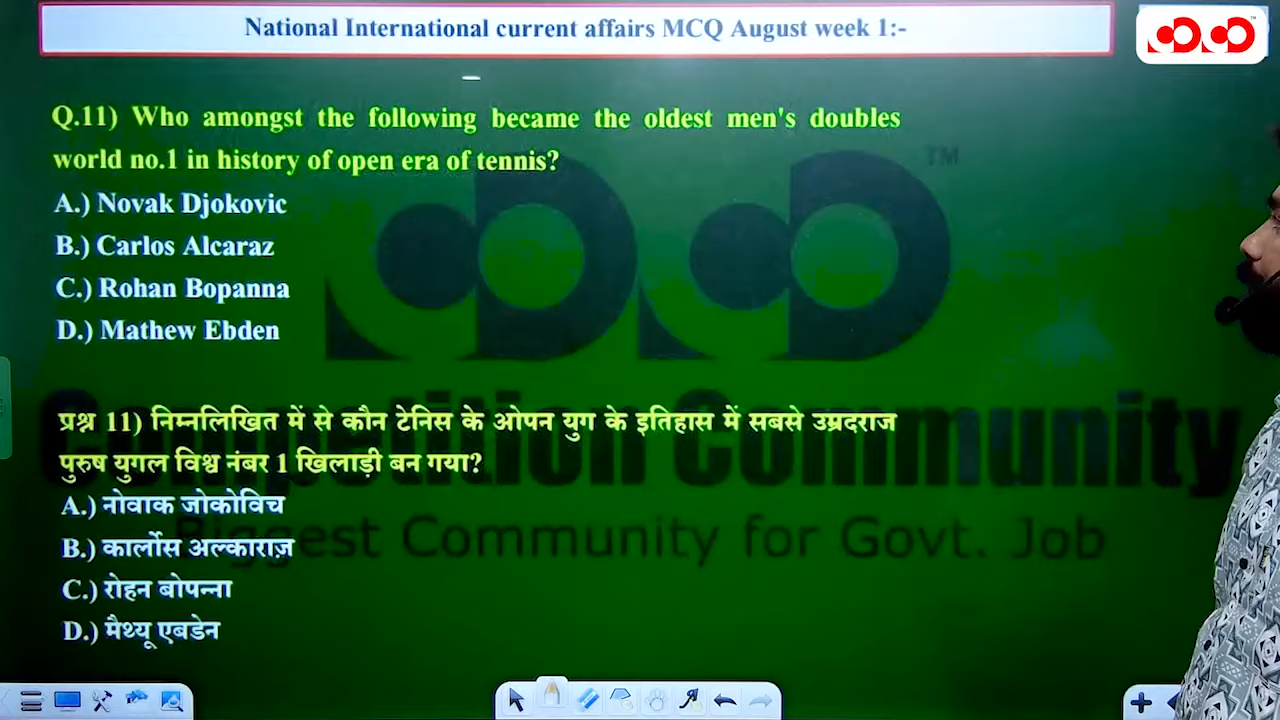 National International current affairs MCQ August week 1:-
Q.11) Who amongst the following became the oldest men's doubles
world no.1 in history of open era of tennis?
A.) Novak Djokovic
B.) Carlos Alcaraz
C.) Rohan Bopanna
D.) Mathew Ebden
प्रश्न 11) निम्नलिखित में से कौन टेनिस के ओपन युग के इतिहास में सबसे उम्रदराज
पुरुष युगल विश्व नंबर 1 खिलाड़ी बन गया?
A.) नोवाक जोकोविच
B.) कार्लोस अल्काराज़
C.) रोहन बोपन्ना
D.) मैथ्यू एबडेन
TM
Competition Community
Biggest Community for Govt. Job